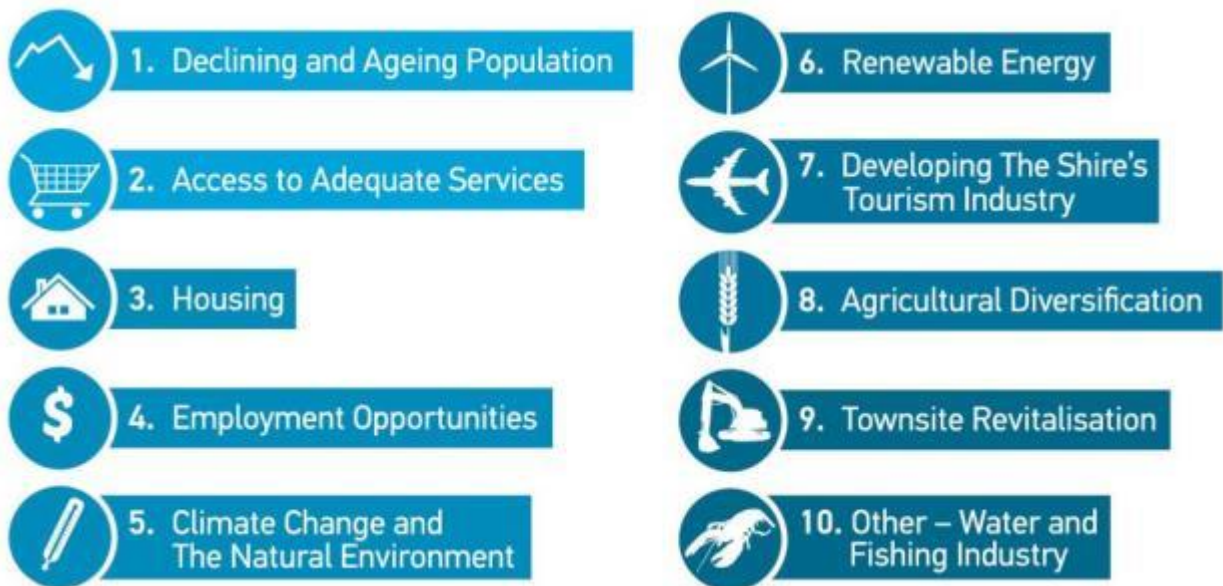 1. Declining and Ageing Population
2. Access to Adequate Services
3. Housing
$
4. Employment Opportunities
5. Climate Change and
The Natural Environment
6. Renewable Energy
7. Developing The Shire's
Tourism Industry
8. Agricultural Diversification
9. Townsite Revitalisation
10. Other – Water and
Fishing Industry